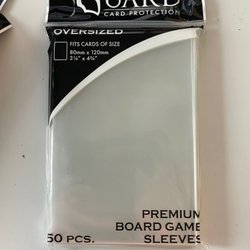 GUARD
CARD PROTECTION
OVERSIZED
FITS CARDS OF SIZE
80mm x 120mm
3⅛" x 4¾"
PREMIUM
BOARD GAME
SLEEVES
50 PCS.